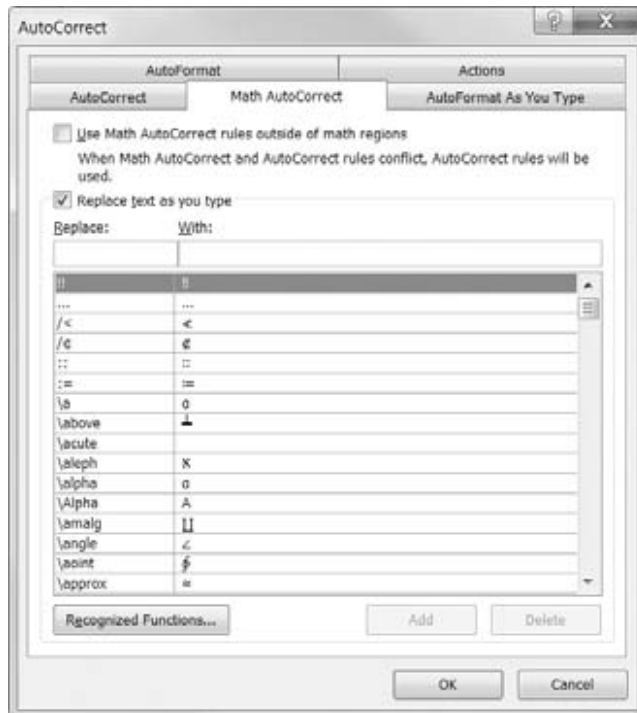 AutoCorrect
AutoFormat Actions
AutoCorrect Math AutoCorrect AutoFormat As You Type
Use Math AutoCorrect rules outside of math regions
When Math AutoCorrect and AutoCorrect rules conflict, AutoCorrect rules will be
used.
Replace text as you type
Replace: With:
!! ‼
... …
/< ≮
::  ∷
:= ≔
\a α
\above ┴
\acute
\aleph ℵ
\alpha α
\Alpha Α
\amalg ∐
\angle ∠
\aoint ∳
\approx ≈
Recognized Functions... Add Delete
OK Cancel